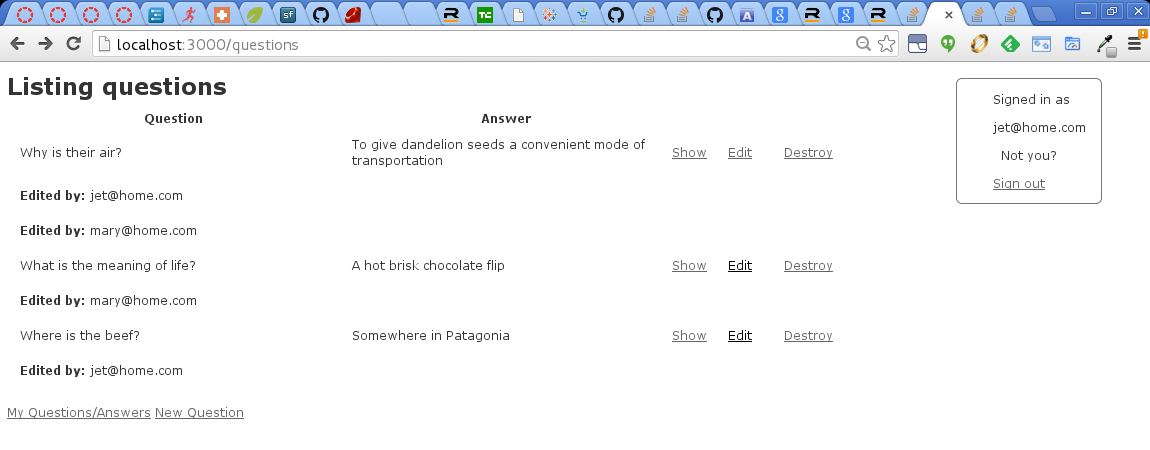 localhost:3000/questions
Listing questions
Question Answer
Why is their air? To give dandelion seeds a convenient mode of transportation Show Edit Destroy
Edited by: jet@home.com
Edited by: mary@home.com
What is the meaning of life? A hot brisk chocolate flip Show Edit Destroy
Edited by: mary@home.com
Where is the beef? Somewhere in Patagonia Show Edit Destroy
Edited by: jet@home.com
My Questions/Answers New Question
Signed in as
jet@home.com
Not you?
Sign out